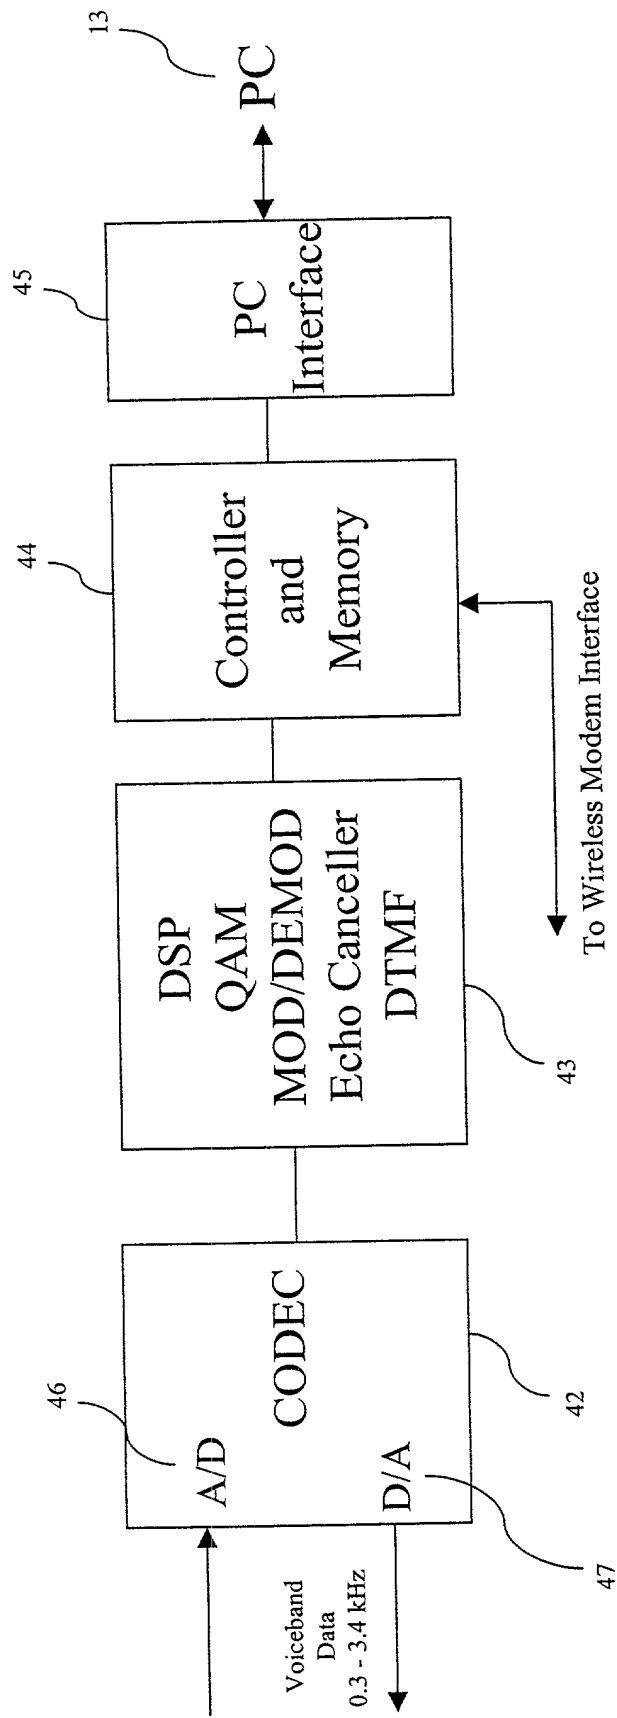 46
A/D
CODEC
D/A
47
42
Voiceband
Data
0.3 - 3.4 kHz
DSP
QAM
MOD/DEMOD
Echo Canceller
DTMF
43
44
Controller
and
Memory
To Wireless Modem Interface
45
PC
Interface
13
PC